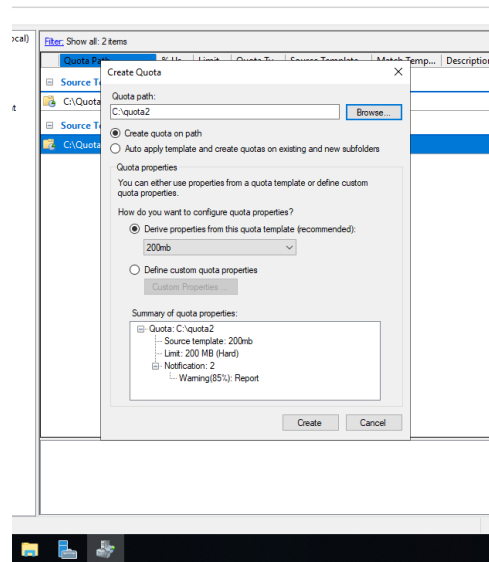 ocal)
Filter: Show all: 2 items
Quota Limit Source Template Match Temp... Description
Create Quota
Source T
Quota path:
C:\Quota
C:\quota2 Browse...
Source T
Create quota on path
C:\Quota
Auto apply template and create quotas on existing and new subfolders
Quota properties
You can either use properties from a quota template or define custom
quota properties.
How do you want to configure quota properties?
Derive properties from this quota template (recommended):
200mb
Define custom quota properties
Custom Properties ...
Summary of quota properties:
Quota: C:\quota2
Source template: 200mb
Limit: 200 MB (Hard)
Notification: 2
Warning(85%): Report
Create Cancel